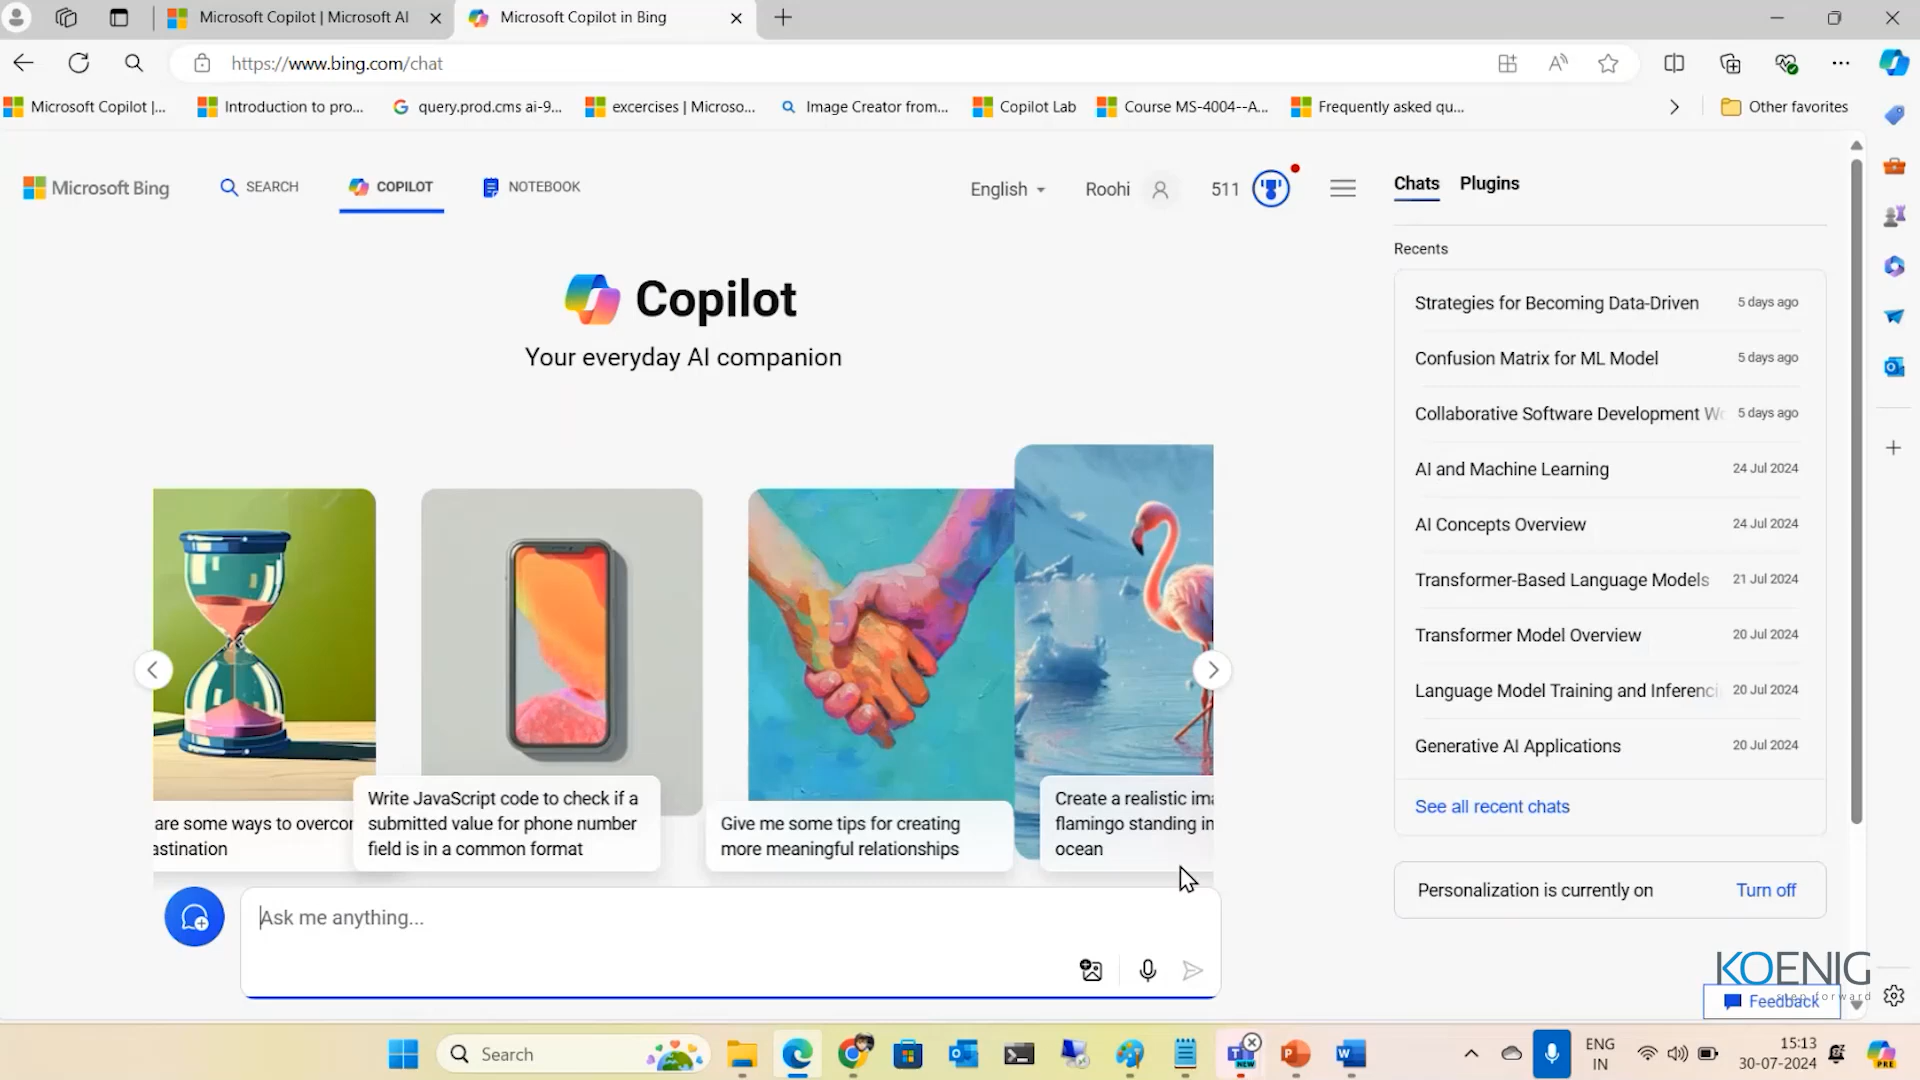 Microsoft Copilot | Microsoft AI
Microsoft Copilot in Bing
https://www.bing.com/chat
Microsoft Copilot |...
Introduction to pro...
query.prod.cms ai-9...
excercises | Microso...
Image Creator from...
Copilot Lab
Course MS-4004--A...
Frequently asked qu...
Other favorites
Microsoft Bing
SEARCH
COPILOT
NOTEBOOK
English
Roohi
511
Copilot
Your everyday AI companion
are some ways to overcor
astination
Write JavaScript code to check if a
submitted value for phone number
field is in a common format
Give me some tips for creating
more meaningful relationships
Create a realistic ima
flamingo standing in
ocean
Ask me anything...
Chats
Plugins
Recents
Strategies for Becoming Data-Driven 5 days ago
Confusion Matrix for ML Model 5 days ago
Collaborative Software Development Wo 5 days ago
AI and Machine Learning 24 Jul 2024
AI Concepts Overview 24 Jul 2024
Transformer-Based Language Models 21 Jul 2024
Transformer Model Overview 20 Jul 2024
Language Model Training and Inferenci 20 Jul 2024
Generative AI Applications 20 Jul 2024
See all recent chats
Personalization is currently on Turn off
KOENIG
step forward
Feedback
Search
NEW
ENG
IN
15:13
30-07-2024
PRE